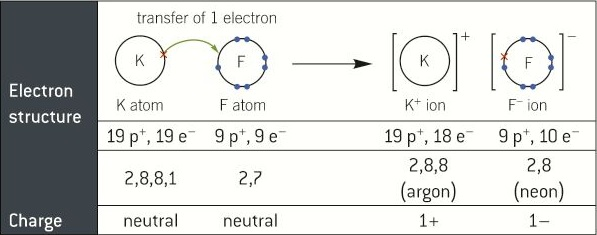 transfer of 1 electron
K F K + F −
Electron structure
K atom F atom K⁺ ion F⁻ ion
19 p⁺, 19 e⁻ 9 p⁺, 9 e⁻ 19 p⁺, 18 e⁻ 9 p⁺, 10 e⁻
2,8,8,1 2,7 2,8,8 (argon) 2,8 (neon)
Charge neutral neutral 1+ 1−